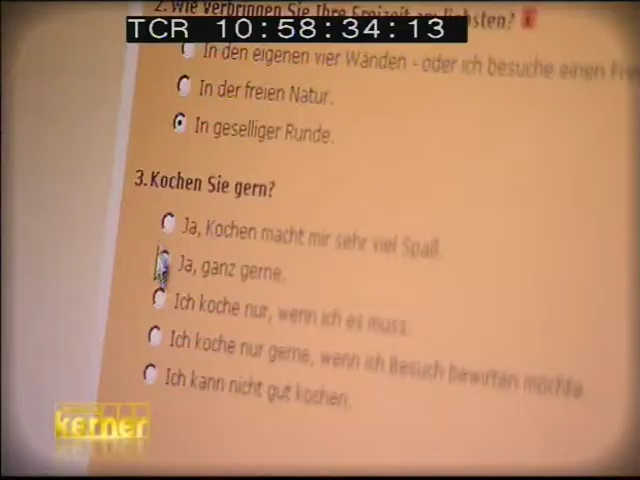 2. Wie verbringen Sie Ihre Freizeit am liebsten?
TCR 10:58:34:13
In den eigenen vier Wänden - oder ich besuche einen
In der freien Natur.
In geselliger Runde.
3. Kochen Sie gern?
Ja, Kochen macht mir sehr viel Spaß.
Ja, ganz gerne.
Ich koche nur, wenn ich es muss.
Ich koche nur gerne, wenn ich Besuch bewirten möchte
Ich kann nicht gut kochen.
kerner